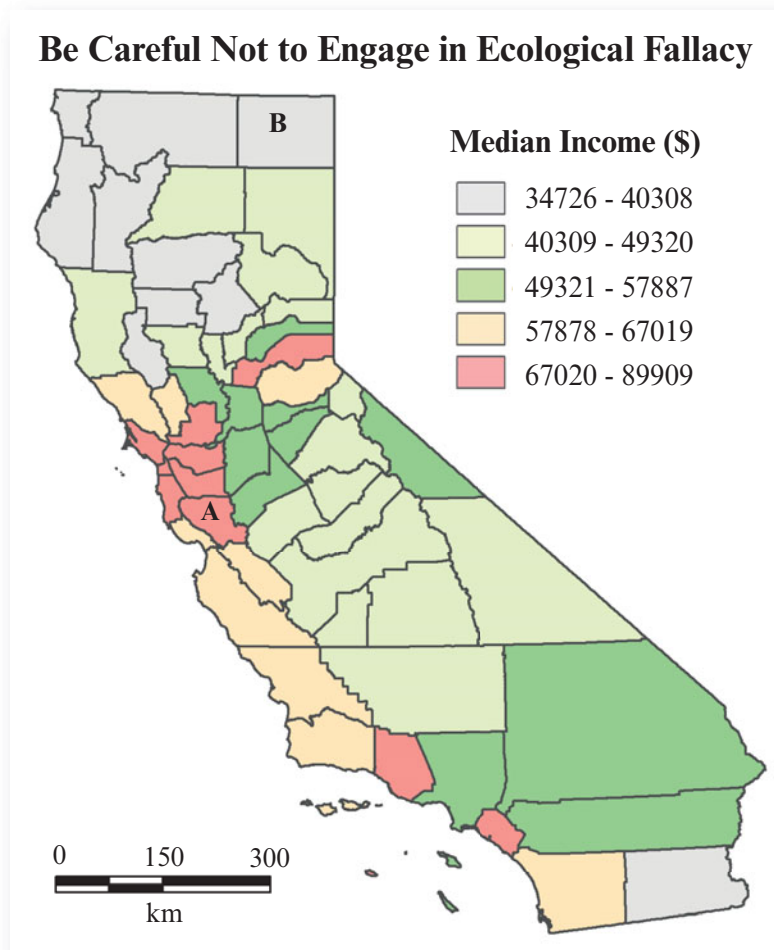 Be Careful Not to Engage in Ecological Fallacy
B
Median Income ($)
34726 - 40308
40309 - 49320
49321 - 57887
57878 - 67019
67020 - 89909
A
0 150 300
km